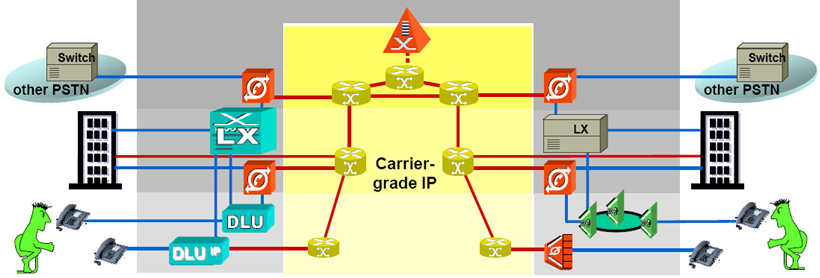 Switch
other PSTN
LX
DLU
DLU IP
Carrier-
grade IP
LX
Switch
other PSTN